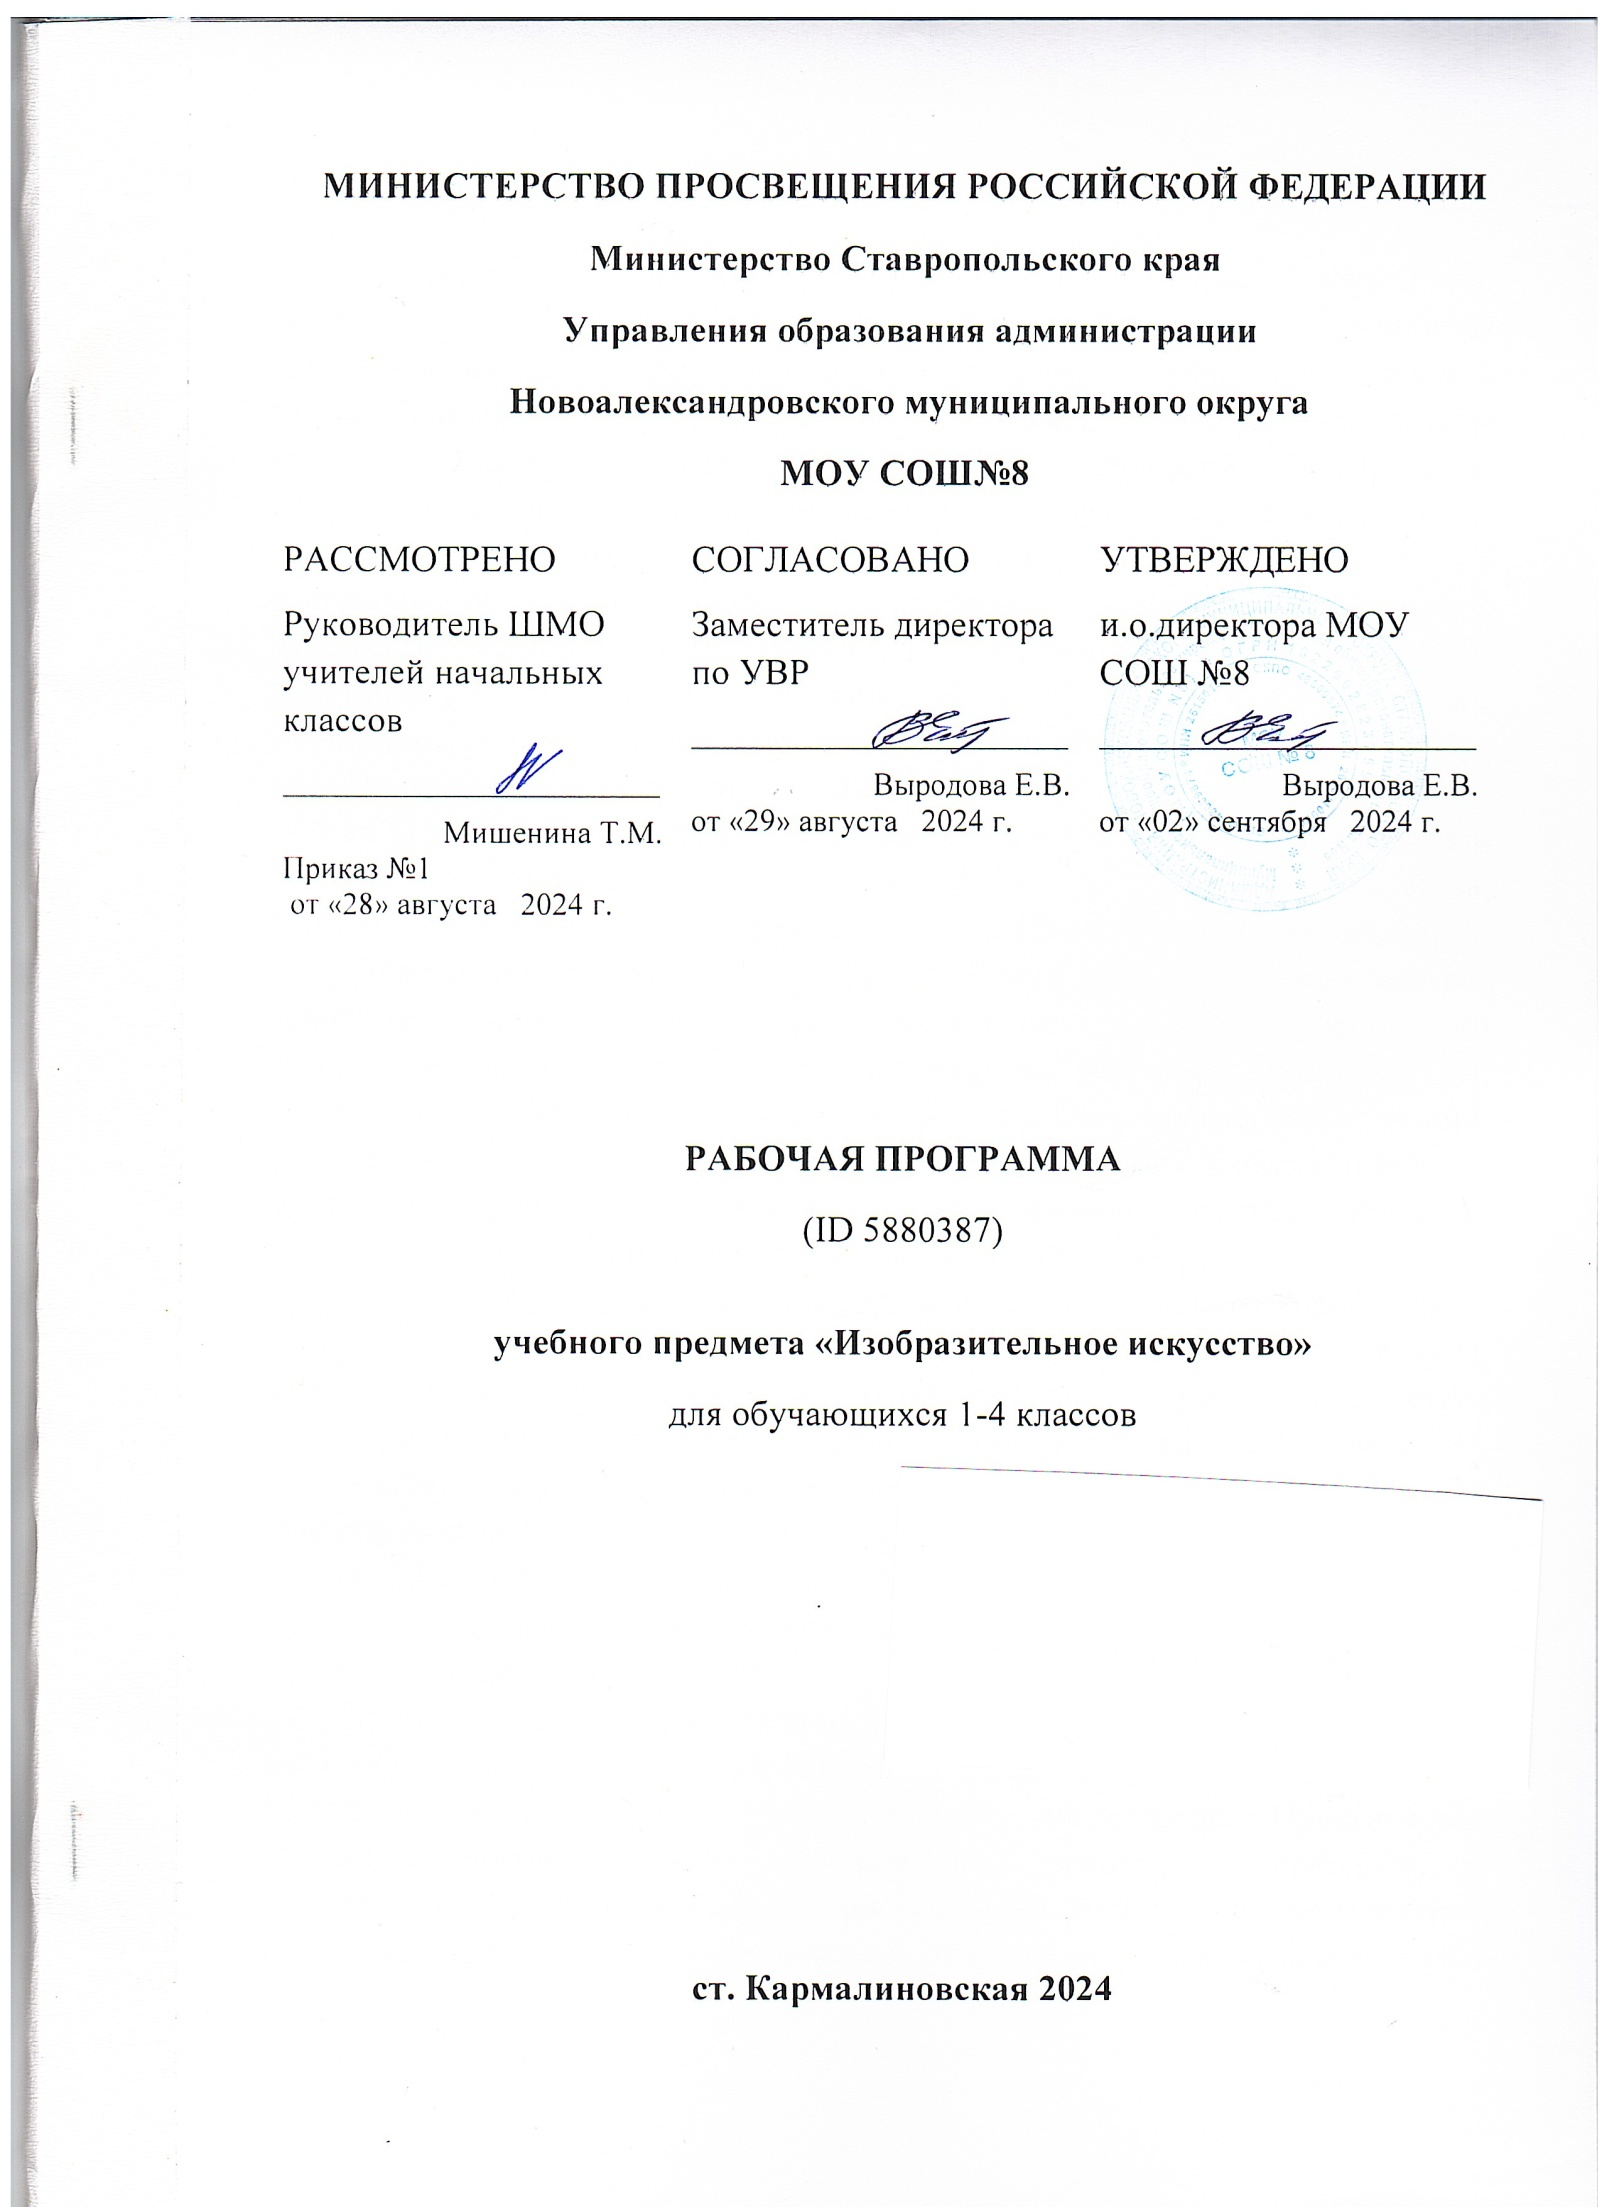 МИНИСТЕРСТВО ПРОСВЕЩЕНИЯ РОССИЙСКОЙ ФЕДЕРАЦИИ
Министерство Ставропольского края
Управления образования администрации
Новоалександровского муниципального округа
МОУ СОШ№8
РАССМОТРЕНО
Руководитель ШМО
учителей начальных
классов
Мишенина Т.М.
Приказ №1
от «28» августа 2024 г.
СОГЛАСОВАНО
Заместитель директора
по УВР
Выродова Е.В.
от «29» августа 2024 г.
УТВЕРЖДЕНО
и.о.директора МОУ
СОШ №8
СОШ № 8
Выродова Е.В.
от «02» сентября 2024 г.
РАБОЧАЯ ПРОГРАММА
(ID 5880387)
учебного предмета «Изобразительное искусство»
для обучающихся 1-4 классов
ст. Кармалиновская 2024